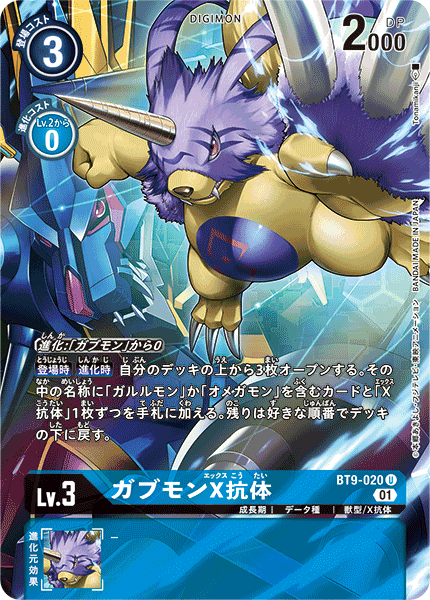 DIGIMON
登場コスト
3
2000
DP
進化コスト
Lv.2から
0
Tonamikanji
BANDAI MADE IN JAPAN
進化:「ガブモン」から0
登場時 進化時 自分のデッキの上から3枚オープンする。その
中の名称に「ガルルモン」か「オメガモン」を含むカードと「X
抗体」1枚ずつを手札に加える。残りは好きな順番でデッキ
の下に戻す。
BT9-020 U
01
Lv.3
ガブモンX抗体
成長期 データ種 獣型/X抗体
進化元効果
-